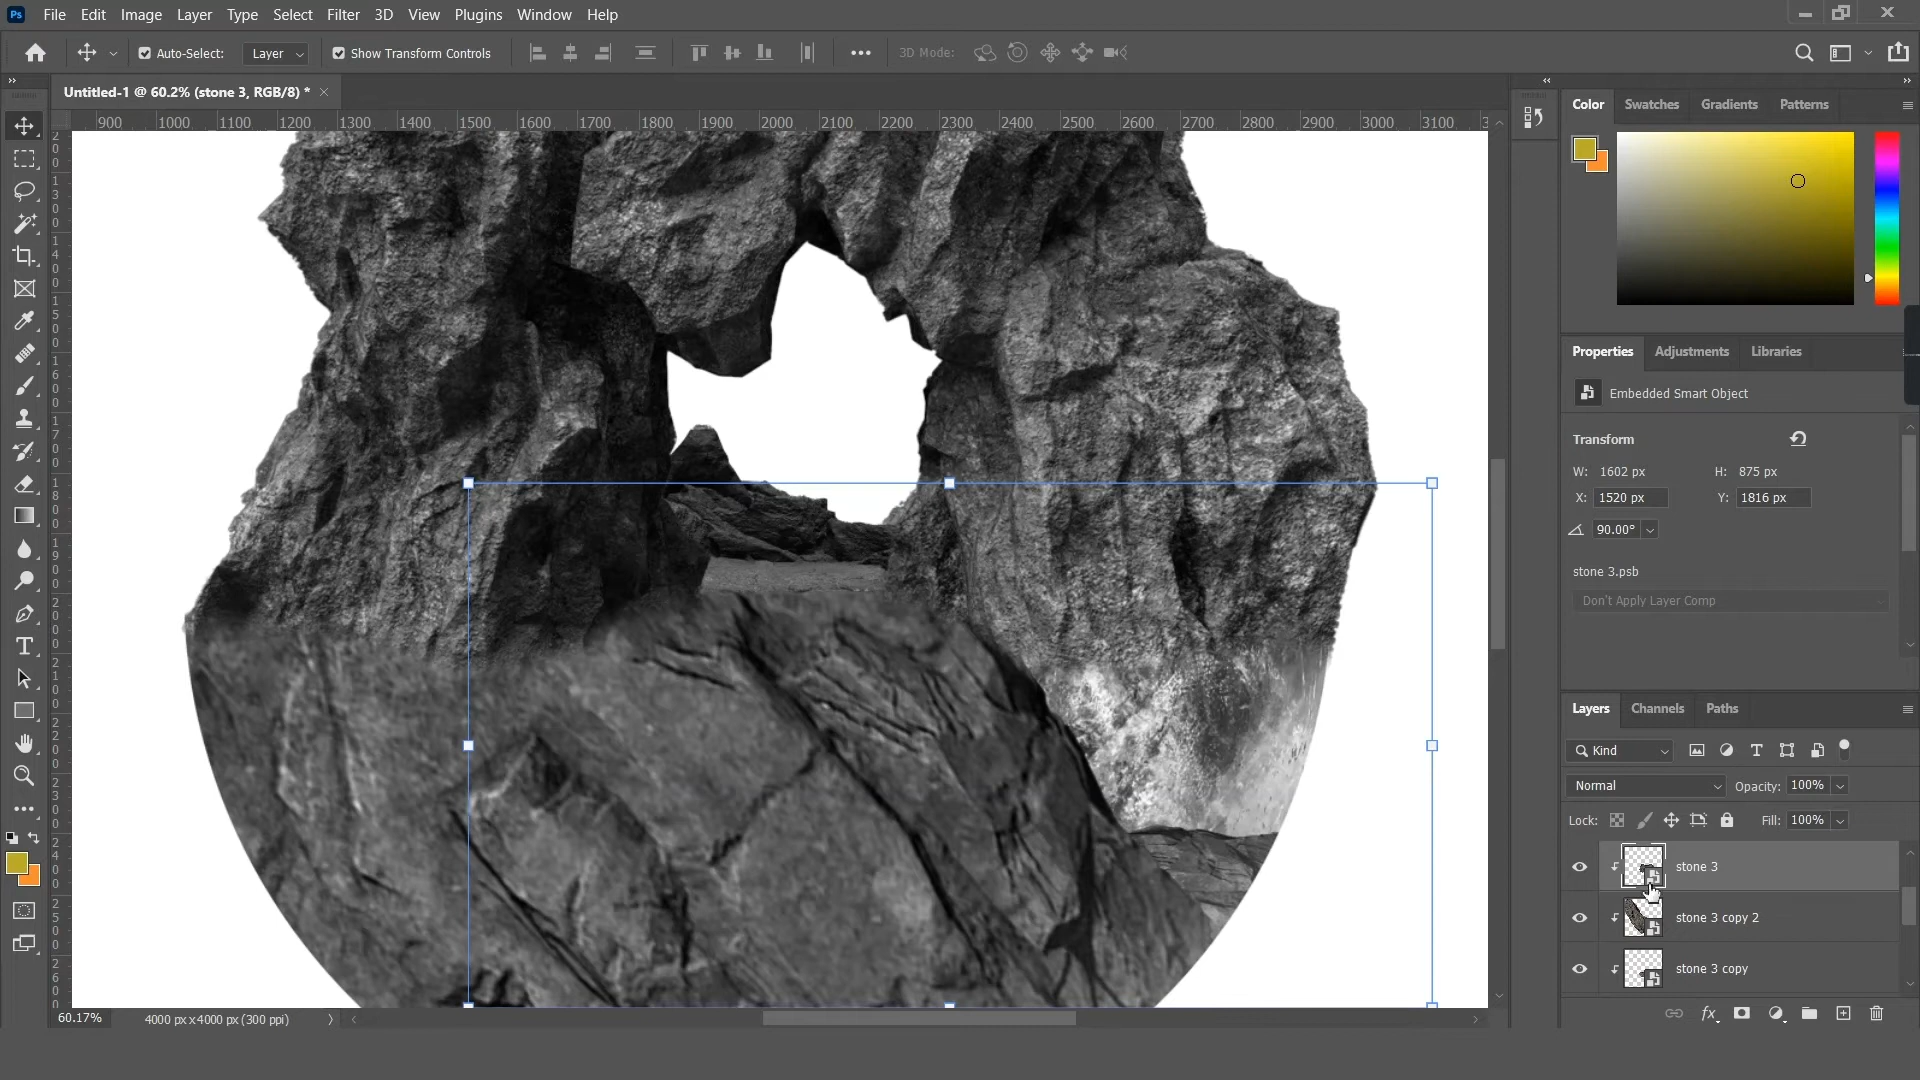 Ps File Edit Image Layer Type Select Filter 3D View Plugins Window Help
Auto-Select: Layer Show Transform Controls 3D Mode:
Untitled-1 @ 60.2% (stone 3, RGB/8) *
900 1000 1100 1200 1300 1400 1500 1600 1700 1800 1900 2000 2100 2200 2300 2400 2500 2600 2700 2800 2900 3000 3100
Color Swatches Gradients Patterns
Properties Adjustments Libraries
Embedded Smart Object
Transform
W: 1602 px H: 875 px
X: 1520 px Y: 1816 px
90.00°
stone 3.psb
Don't Apply Layer Comp
Layers Channels Paths
Kind
Normal Opacity: 100%
Lock: Fill: 100%
stone 3
stone 3 copy 2
stone 3 copy
fx
60.17% 4000 px x 4000 px (300 ppi)